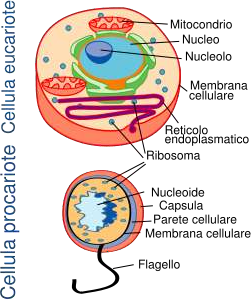 Cellula eucariote
Mitocondrio
Nucleo
Nucleolo
Membrana
cellulare
Reticolo
endoplasmatico
Ribosoma
Cellula procariote
Nucleoide
Capsula
Parete cellulare
Membrana cellulare
Flagello